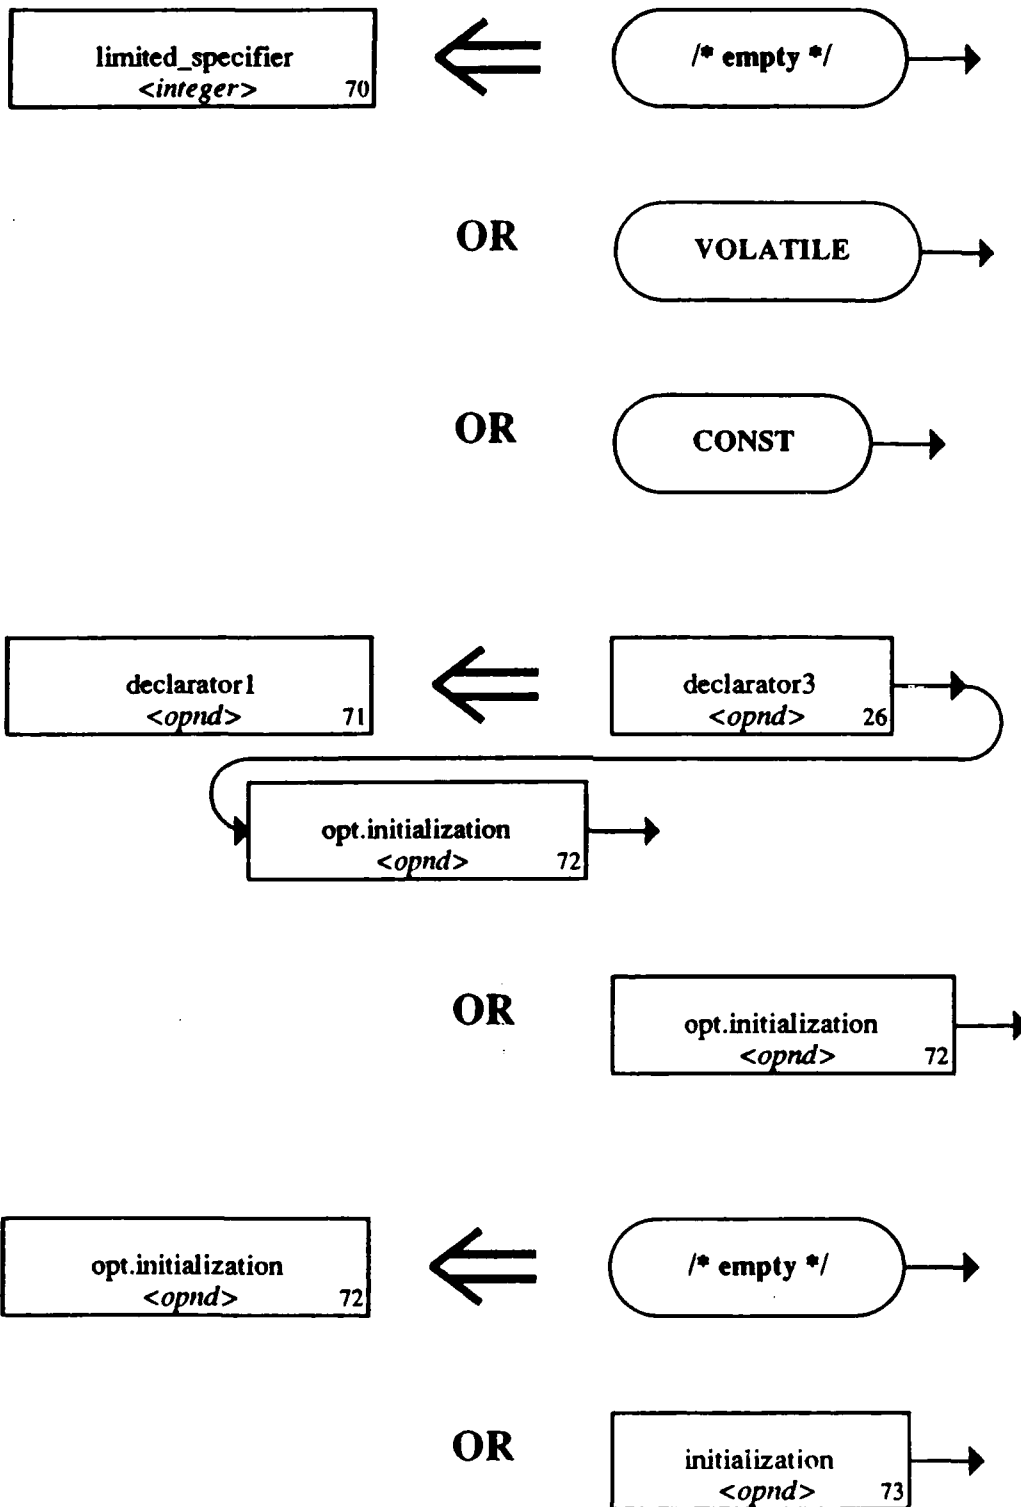 limited_specifier /* empty */
<integer> 70
OR VOLATILE
OR CONST
declarator1 declarator3
<opnd> 71 <opnd> 26
opt.initialization
<opnd> 72
OR opt.initialization
<opnd> 72
opt.initialization /* empty */
<opnd> 72
OR initialization
<opnd> 73